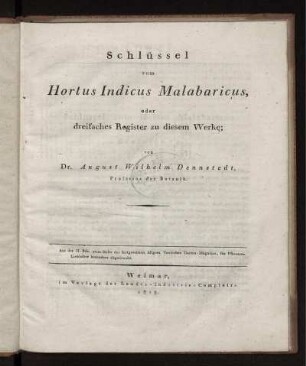 Schlüssel
vom
Hortus Indicus Malabaricus,
oder
dreifaches Register zu diesem Werke;
von
Dr. August Wilhelm Dennstedt,
Professor der Botanik.
Weimar,
im Verlage des Landes-Industrie-Comptoirs